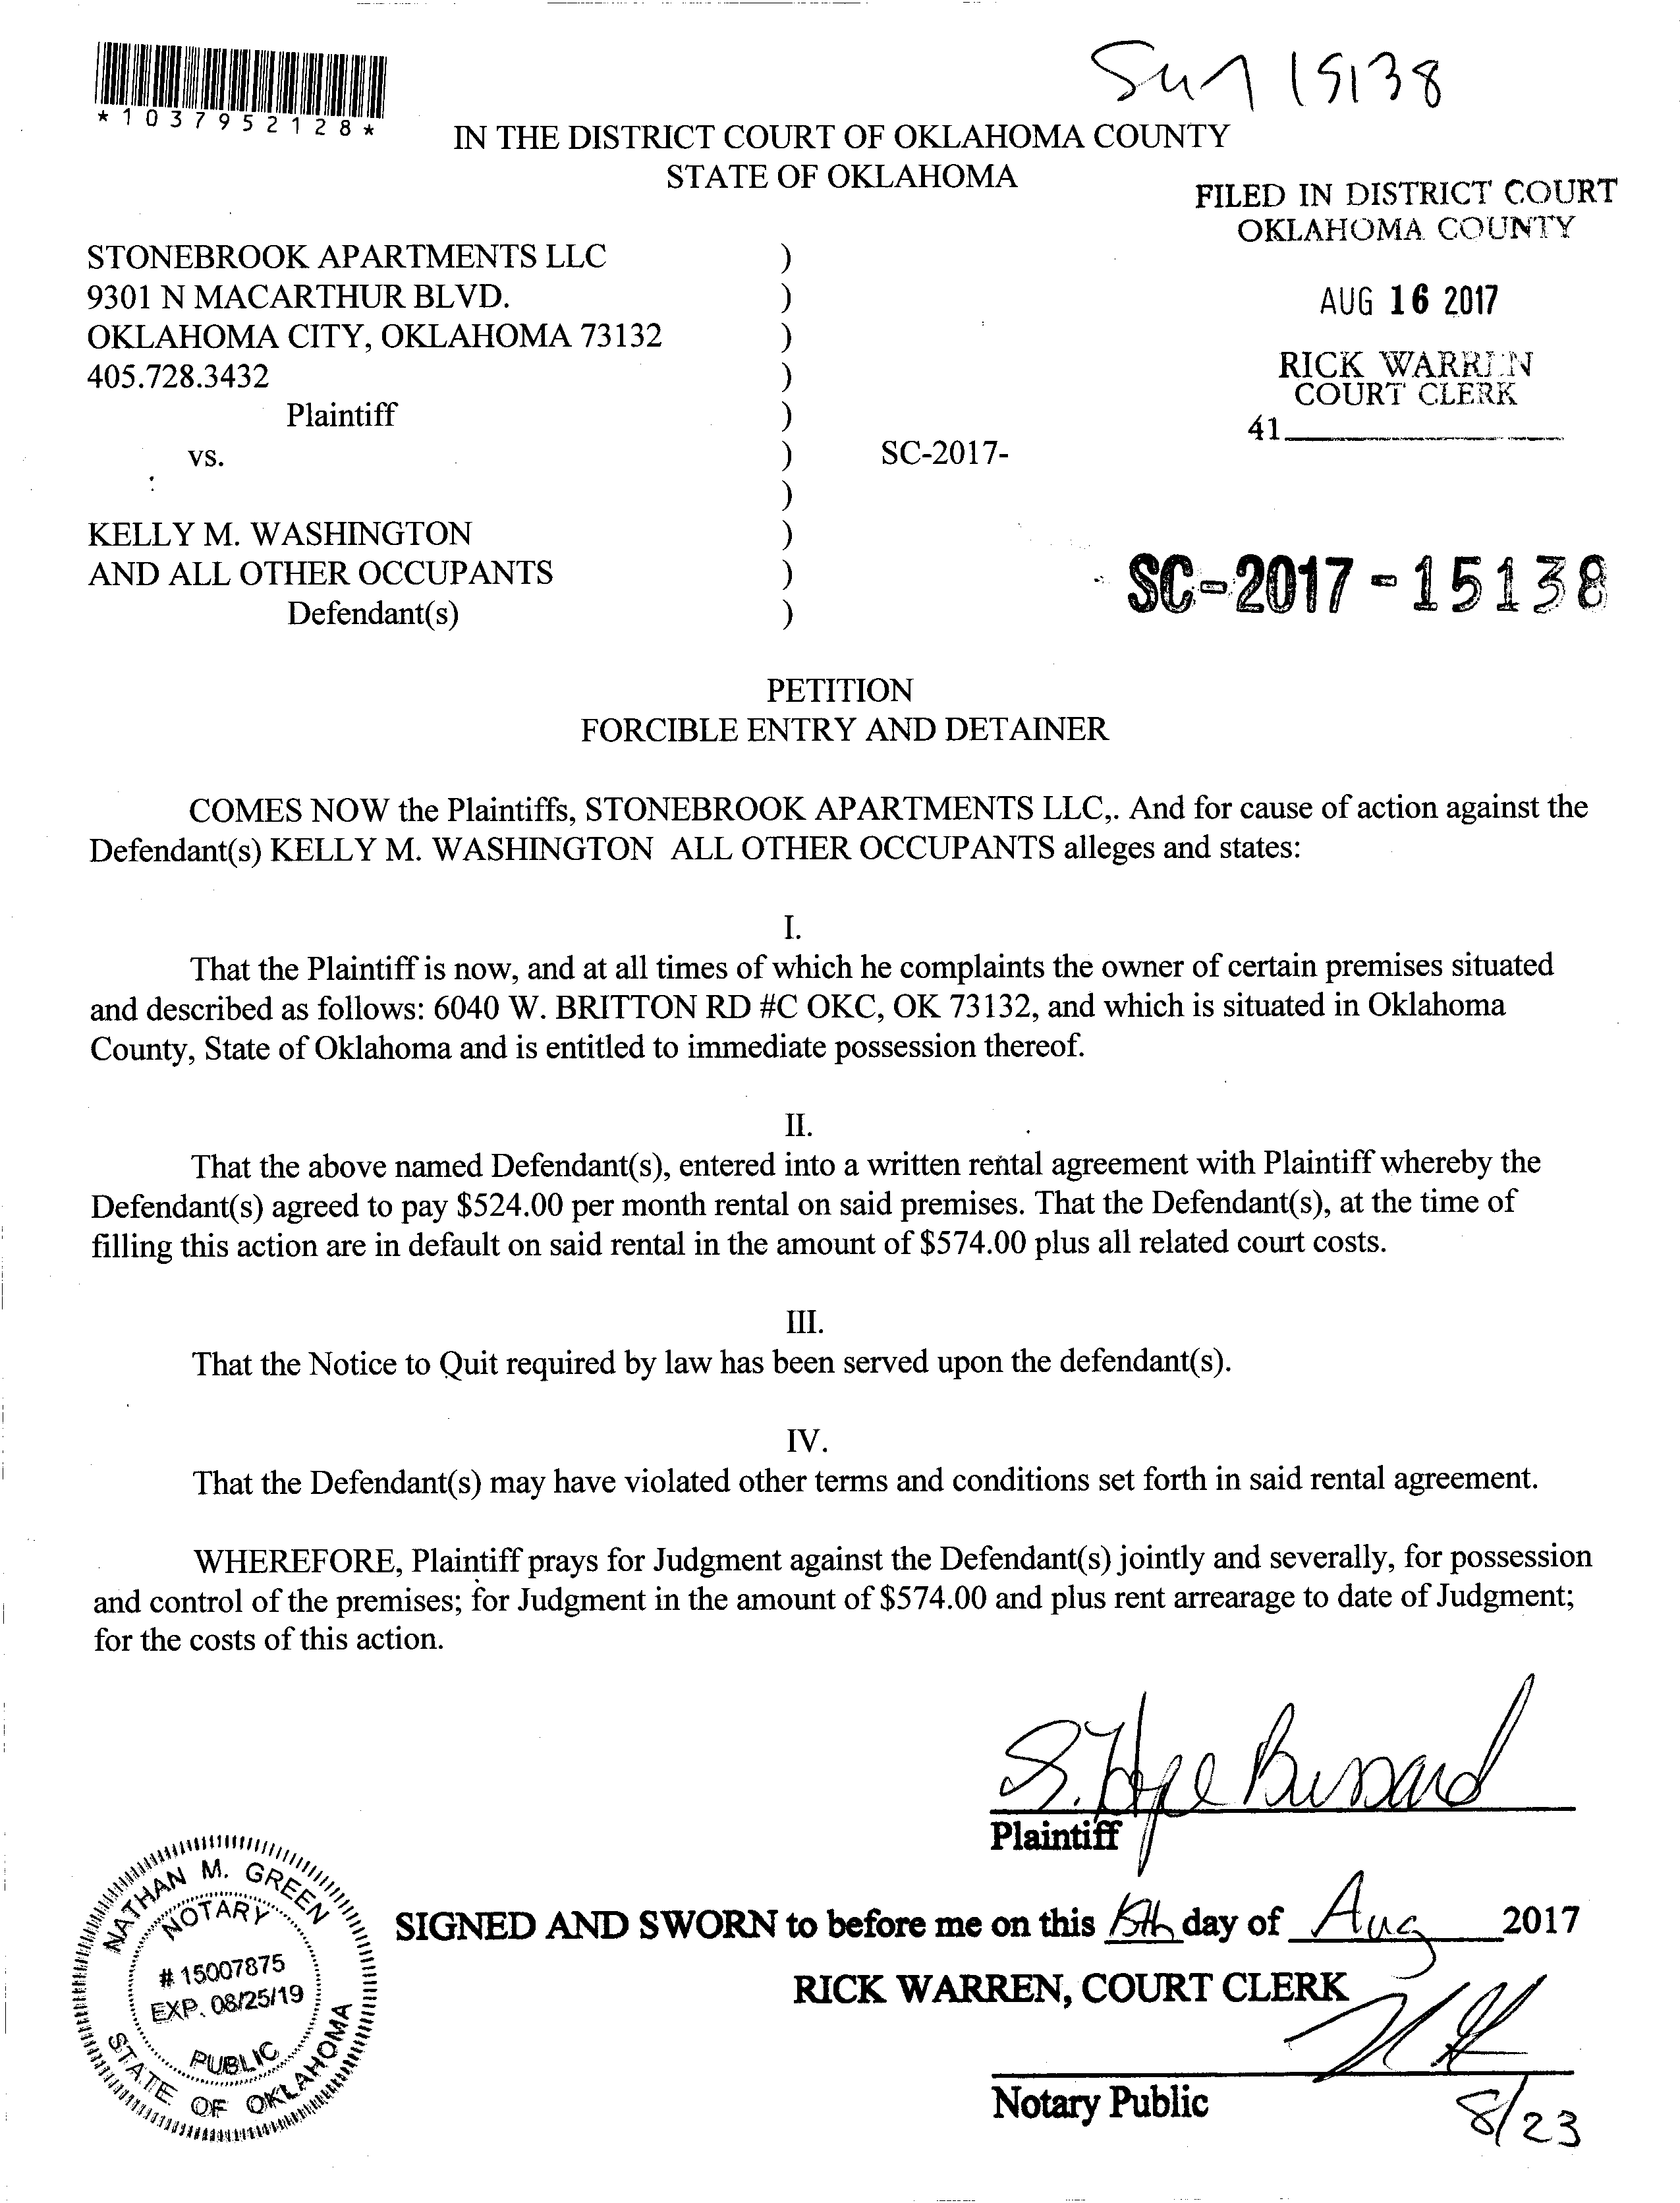 *1037952128*
15138
IN THE DISTRICT COURT OF OKLAHOMA COUNTY
STATE OF OKLAHOMA
FILED IN DISTRICT COURT
OKLAHOMA COUNTY
AUG 16 2017
RICK WARREN
COURT CLERK
41
STONEBROOK APARTMENTS LLC )
9301 N MACARTHUR BLVD. )
OKLAHOMA CITY, OKLAHOMA 73132 )
405.728.3432 )
Plaintiff )
vs. ) SC-2017-
)
KELLY M. WASHINGTON )
AND ALL OTHER OCCUPANTS )
Defendant(s) )
SC-2017-15138
PETITION
FORCIBLE ENTRY AND DETAINER
COMES NOW the Plaintiffs, STONEBROOK APARTMENTS LLC,. And for cause of action against the
Defendant(s) KELLY M. WASHINGTON ALL OTHER OCCUPANTS alleges and states:
I.
That the Plaintiff is now, and at all times of which he complaints the owner of certain premises situated
and described as follows: 6040 W. BRITTON RD #C OKC, OK 73132, and which is situated in Oklahoma
County, State of Oklahoma and is entitled to immediate possession thereof.
II.
That the above named Defendant(s), entered into a written rental agreement with Plaintiff whereby the
Defendant(s) agreed to pay $524.00 per month rental on said premises. That the Defendant(s), at the time of
filling this action are in default on said rental in the amount of $574.00 plus all related court costs.
III.
That the Notice to Quit required by law has been served upon the defendant(s).
IV.
That the Defendant(s) may have violated other terms and conditions set forth in said rental agreement.
WHEREFORE, Plaintiff prays for Judgment against the Defendant(s) jointly and severally, for possession
and control of the premises; for Judgment in the amount of $574.00 and plus rent arrearage to date of Judgment;
for the costs of this action.
S. Hope Bussard
Plaintiff
SIGNED AND SWORN to before me on this 15th day of Aug 2017
RICK WARREN, COURT CLERK
Notary Public
8/23
NATHAN M. GREEN
NOTARY
# 15007875
EXP. 08/25/19
PUBLIC
STATE OF OKLAHOMA